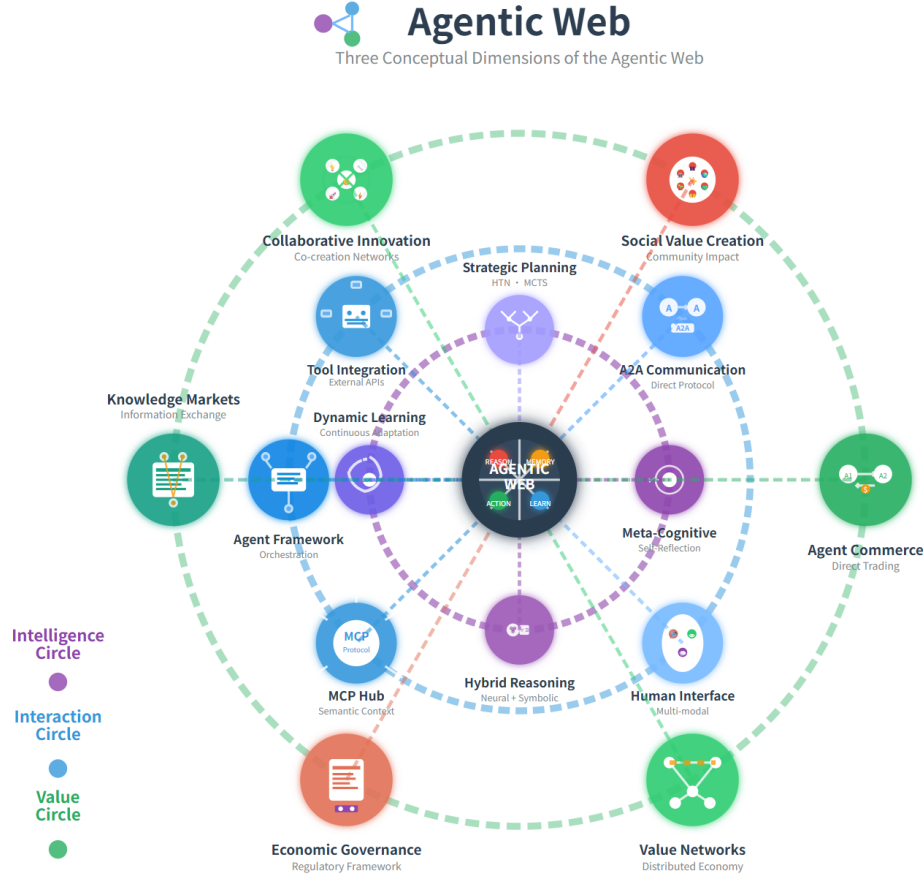 Agentic Web
Three Conceptual Dimensions of the Agentic Web
Collaborative Innovation
Co-creation Networks
Social Value Creation
Community Impact
Strategic Planning
HTN • MCTS
Tool Integration
External APIs
A
A
A2A
A2A Communication
Direct Protocol
Knowledge Markets
Information Exchange
Dynamic Learning
Continuous Adaptation
REASON
MEMORY
AGENTIC
WEB
ACTION
LEARN
A1
A2
$
Agent Framework
Orchestration
Meta-Cognitive
Self-Reflection
Agent Commerce
Direct Trading
MCP
Protocol
MCP Hub
Semantic Context
Hybrid Reasoning
Neural + Symbolic
Human Interface
Multi-modal
Intelligence
Circle
Interaction
Circle
Value
Circle
Economic Governance
Regulatory Framework
Value Networks
Distributed Economy